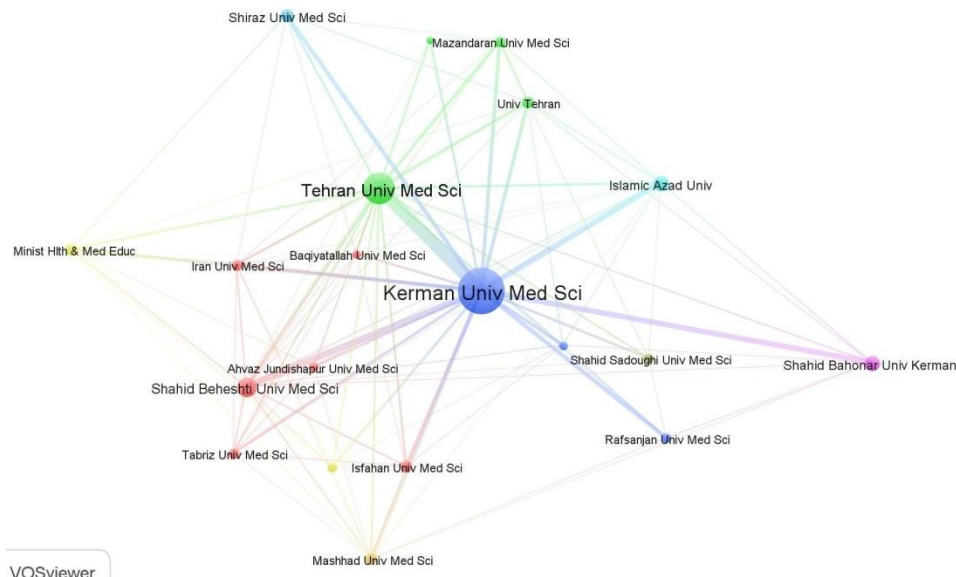 Shiraz Univ Med Sci
Mazandaran Univ Med Sci
Univ Tehran
Tehran Univ Med Sci
Islamic Azad Univ
Minist Hlth & Med Educ
Baqiyatallah Univ Med Sci
Iran Univ Med Sci
Kerman Univ Med Sci
Shahid Sadoughi Univ Med Sci
Shahid Bahonar Univ Kerman
Ahvaz Jundishapur Univ Med Sci
Shahid Beheshti Univ Med Sci
Rafsanjan Univ Med Sci
Tabriz Univ Med Sci
Isfahan Univ Med Sci
Mashhad Univ Med Sci
VOSviewer